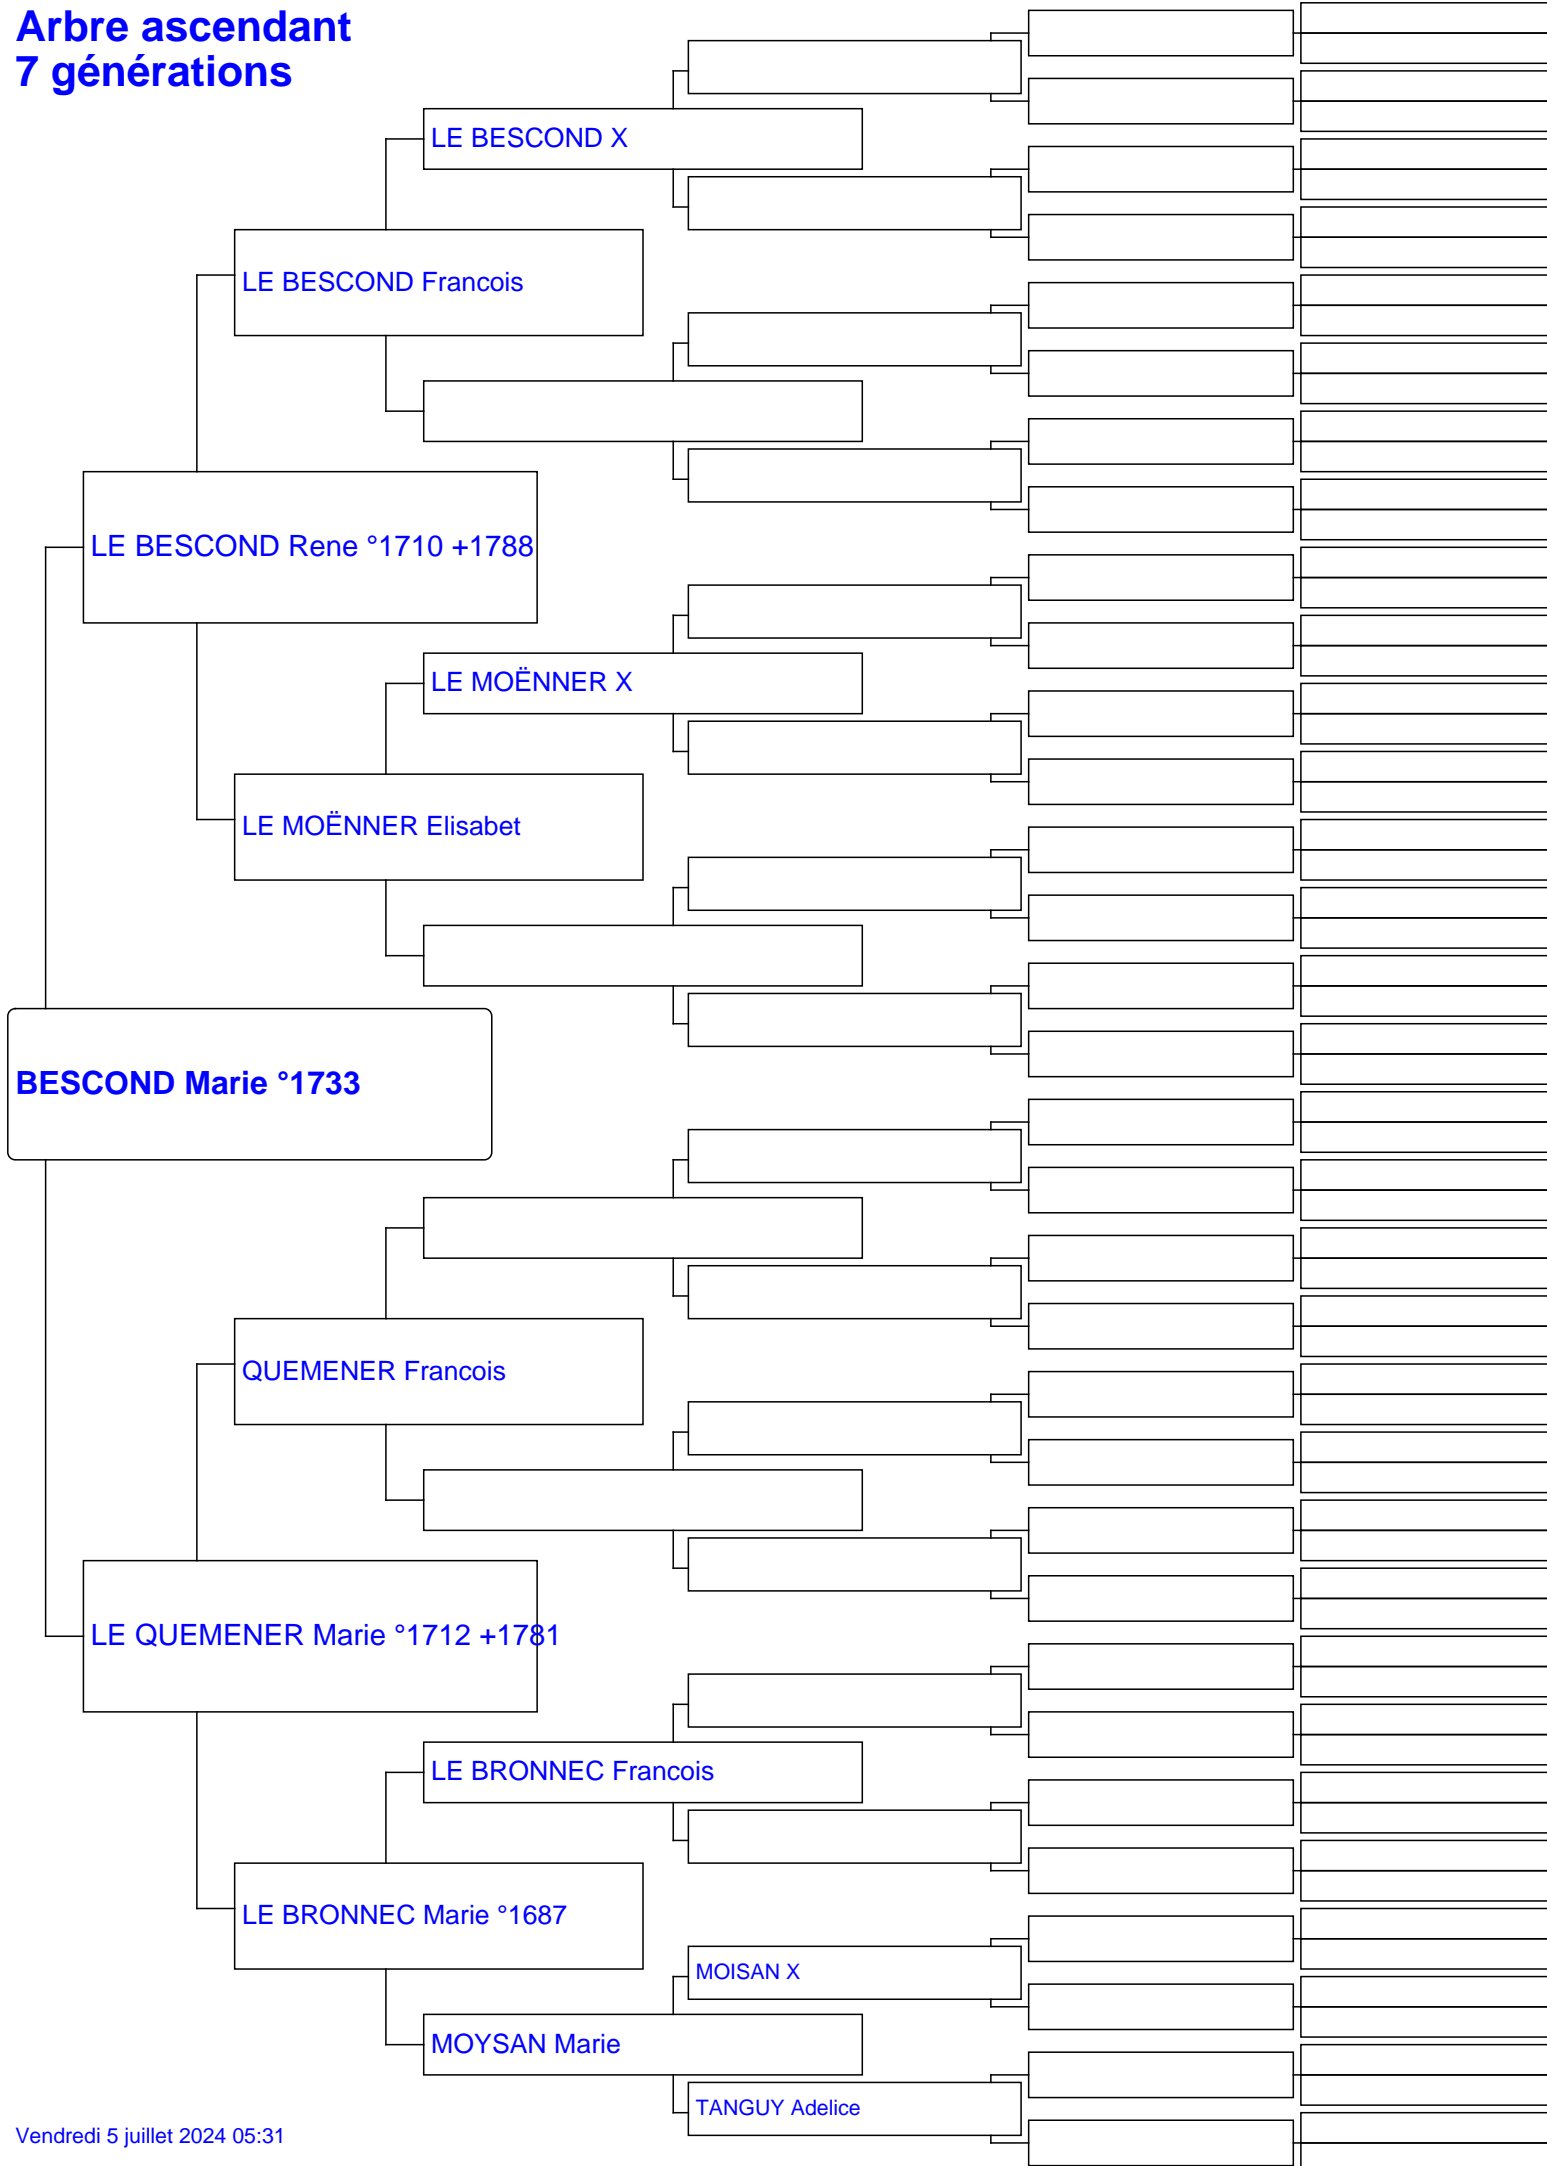 Arbre ascendant
7 générations
LE BESCOND X
LE BESCOND Francois
LE BESCOND Rene °1710 +1788
LE MOËNNER X
LE MOËNNER Elisabet
BESCOND Marie °1733
QUEMENER Francois
LE QUEMENER Marie °1712 +1781
LE BRONNEC Francois
LE BRONNEC Marie °1687
MOISAN X
MOYSAN Marie
TANGUY Adelice
Vendredi 5 juillet 2024 05:31